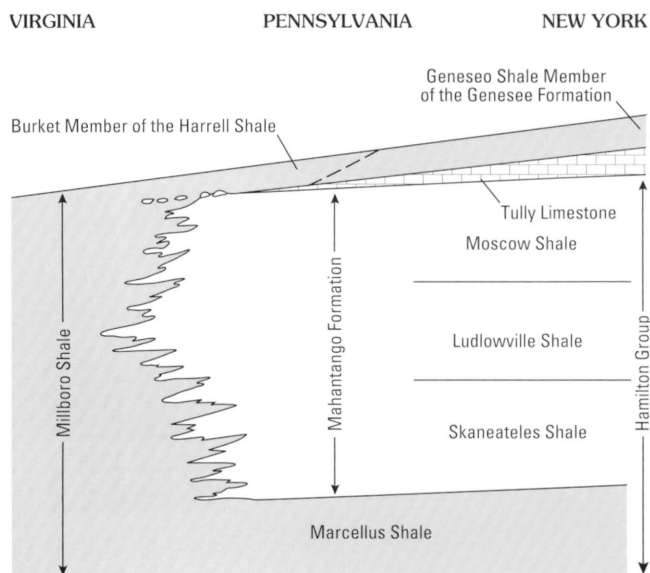 VIRGINIA
PENNSYLVANIA
NEW YORK
Geneseo Shale Member
of the Genesee Formation
Burket Member of the Harrell Shale
Tully Limestone
Moscow Shale
Ludlowville Shale
Skaneateles Shale
Millboro Shale
Mahantango Formation
Hamilton Group
Marcellus Shale